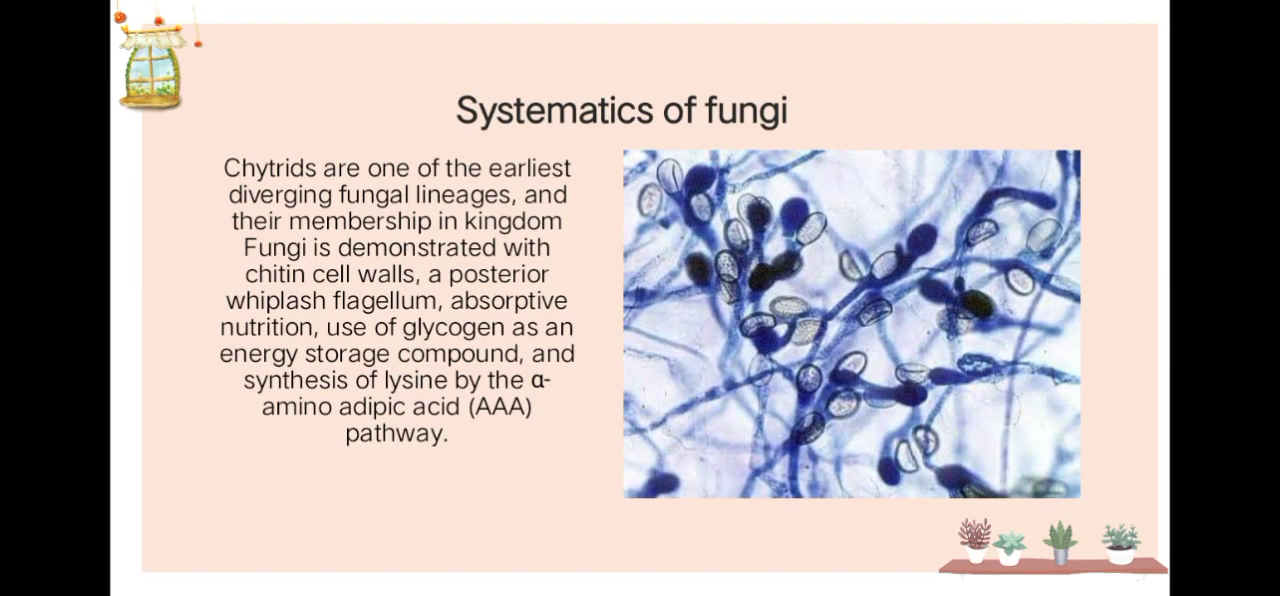 Systematics of fungi
Chytrids are one of the earliest
diverging fungal lineages, and
their membership in kingdom
Fungi is demonstrated with
chitin cell walls, a posterior
whiplash flagellum, absorptive
nutrition, use of glycogen as an
energy storage compound, and
synthesis of lysine by the α-
amino adipic acid (AAA)
pathway.